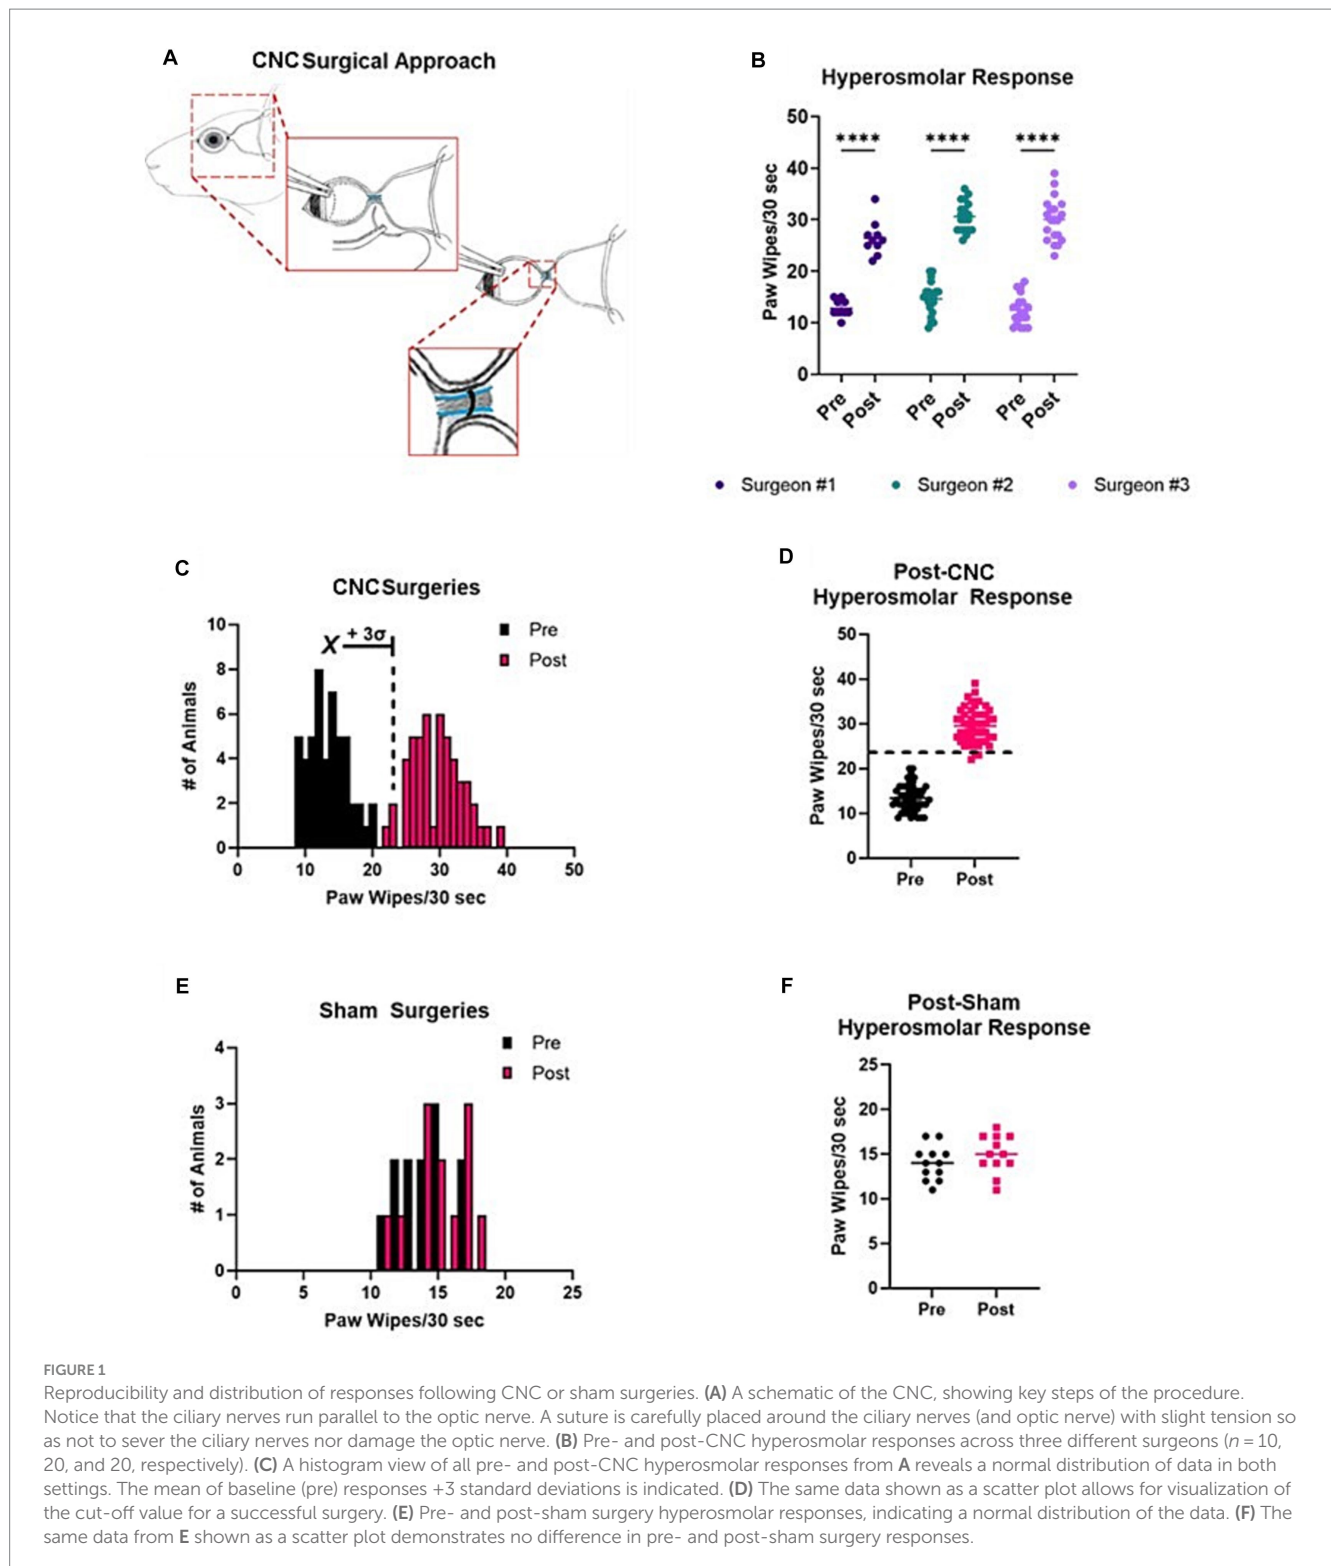 A
CNC Surgical Approach
B
Hyperosmolar Response
Paw Wipes/30 sec
50
40
30
20
10
0
****
****
****
Pre
Post
Pre
Post
Pre
Post
Surgeon #1
Surgeon #2
Surgeon #3
C
CNC Surgeries
# of Animals
10
8
6
4
2
0
X + 3σ
Pre
Post
0
10
20
30
40
50
Paw Wipes/30 sec
D
Post-CNC
Hyperosmolar Response
Paw Wipes/30 sec
50
40
30
20
10
0
Pre
Post
E
Sham Surgeries
# of Animals
4
3
2
1
0
Pre
Post
0
5
10
15
20
25
Paw Wipes/30 sec
F
Post-Sham
Hyperosmolar Response
Paw Wipes/30 sec
25
20
15
10
5
0
Pre
Post
FIGURE 1
Reproducibility and distribution of responses following CNC or sham surgeries. (A) A schematic of the CNC, showing key steps of the procedure.
Notice that the ciliary nerves run parallel to the optic nerve. A suture is carefully placed around the ciliary nerves (and optic nerve) with slight tension so
as not to sever the ciliary nerves nor damage the optic nerve. (B) Pre- and post-CNC hyperosmolar responses across three different surgeons (n = 10,
20, and 20, respectively). (C) A histogram view of all pre- and post-CNC hyperosmolar responses from A reveals a normal distribution of data in both
settings. The mean of baseline (pre) responses +3 standard deviations is indicated. (D) The same data shown as a scatter plot allows for visualization of
the cut-off value for a successful surgery. (E) Pre- and post-sham surgery hyperosmolar responses, indicating a normal distribution of the data. (F) The
same data from E shown as a scatter plot demonstrates no difference in pre- and post-sham surgery responses.